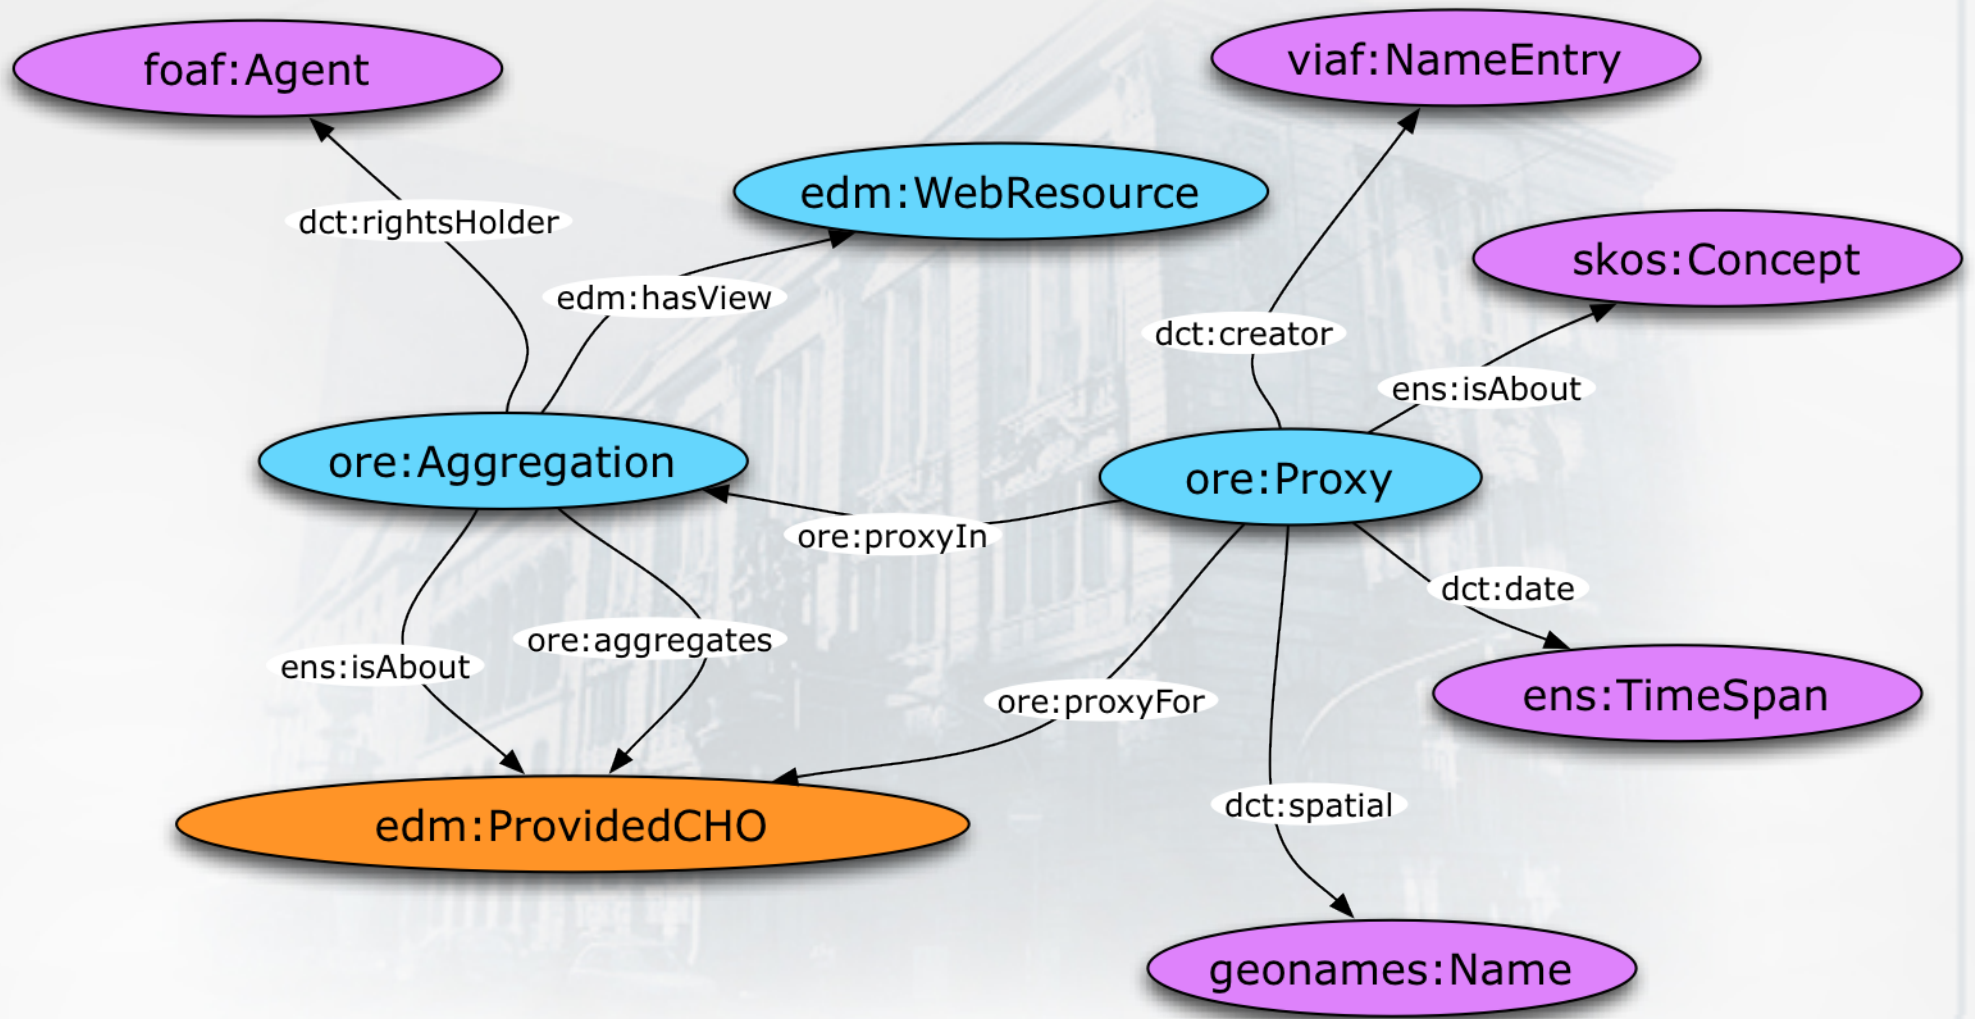 foaf:Agent
viaf:NameEntry
edm:WebResource
dct:rightsHolder
skos:Concept
edm:hasView
dct:creator
ens:isAbout
ore:Aggregation
ore:Proxy
ore:proxyIn
dct:date
ore:aggregates
ens:isAbout
ore:proxyFor
ens:TimeSpan
dct:spatial
edm:ProvidedCHO
geonames:Name